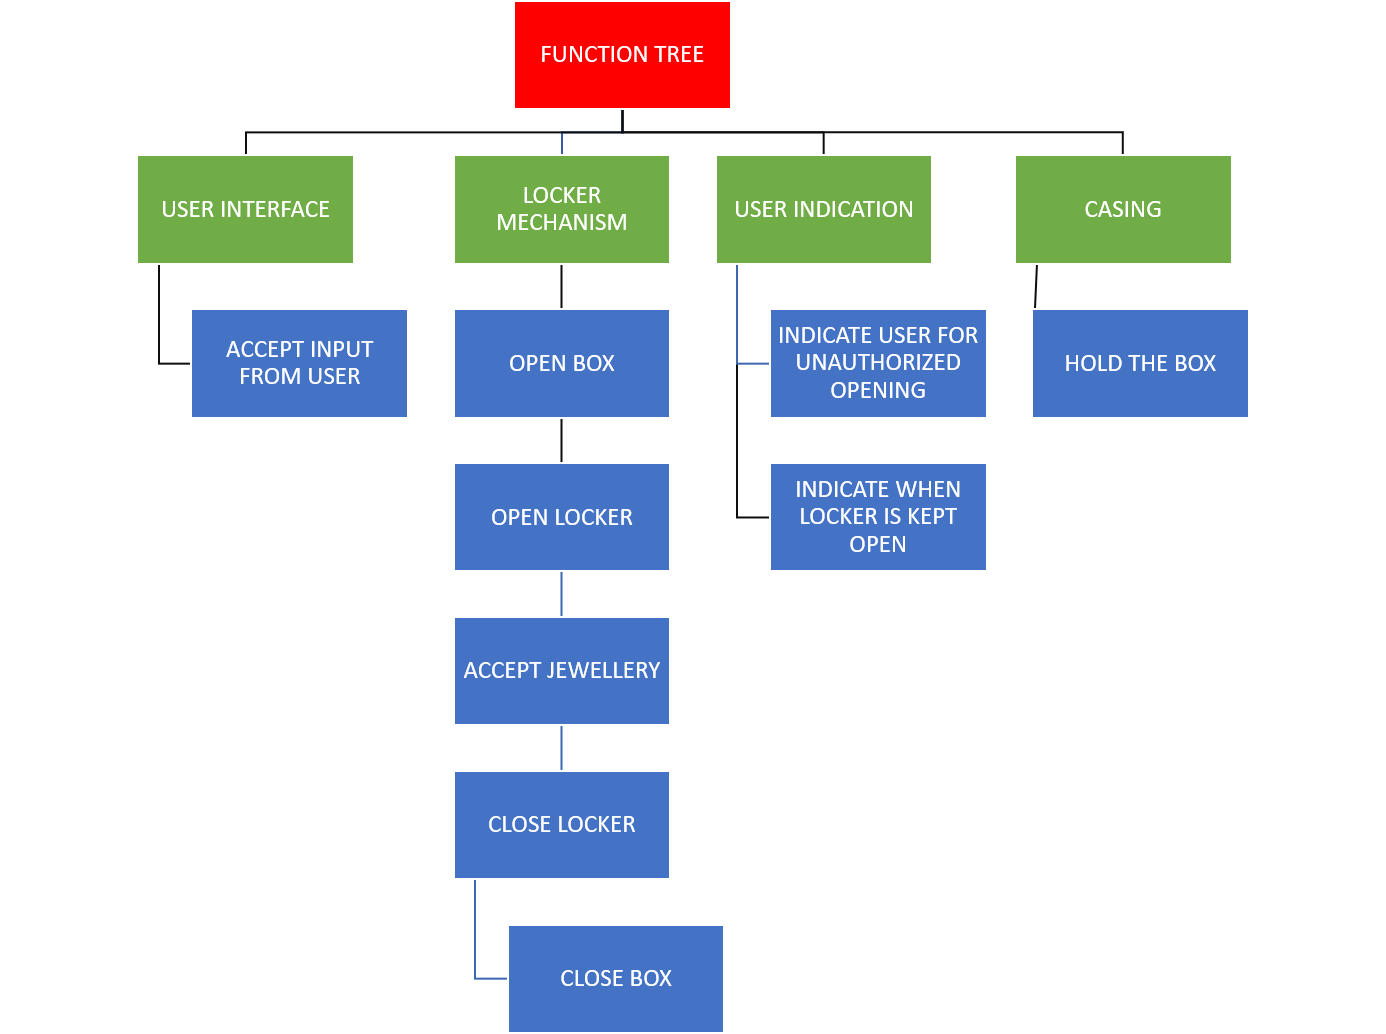 FUNCTION TREE
USER INTERFACE
LOCKER
MECHANISM
USER INDICATION
CASING
ACCEPT INPUT
FROM USER
OPEN BOX
INDICATE USER FOR
UNAUTHORIZED
OPENING
HOLD THE BOX
OPEN LOCKER
INDICATE WHEN
LOCKER IS KEPT
OPEN
ACCEPT JEWELLERY
CLOSE LOCKER
CLOSE BOX